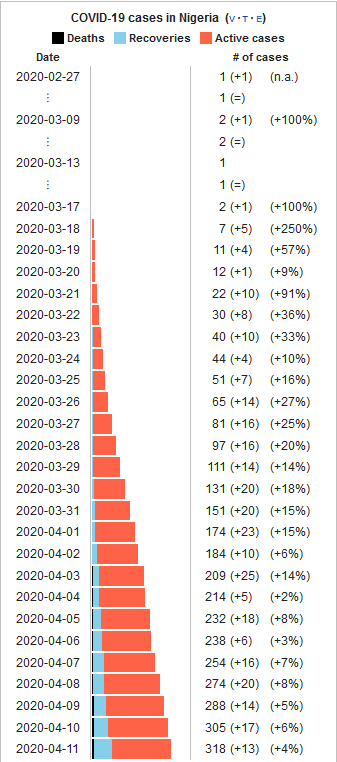 COVID-19 cases in Nigeria (V · T · E)
Deaths Recoveries Active cases
Date # of cases
2020-02-27 1 (+1) (n.a.)
⋮ 1 (=)
2020-03-09 2 (+1) (+100%)
⋮ 2 (=)
2020-03-13 1
⋮ 1 (=)
2020-03-17 2 (+1) (+100%)
2020-03-18 7 (+5) (+250%)
2020-03-19 11 (+4) (+57%)
2020-03-20 12 (+1) (+9%)
2020-03-21 22 (+10) (+91%)
2020-03-22 30 (+8) (+36%)
2020-03-23 40 (+10) (+33%)
2020-03-24 44 (+4) (+10%)
2020-03-25 51 (+7) (+16%)
2020-03-26 65 (+14) (+27%)
2020-03-27 81 (+16) (+25%)
2020-03-28 97 (+16) (+20%)
2020-03-29 111 (+14) (+14%)
2020-03-30 131 (+20) (+18%)
2020-03-31 151 (+20) (+15%)
2020-04-01 174 (+23) (+15%)
2020-04-02 184 (+10) (+6%)
2020-04-03 209 (+25) (+14%)
2020-04-04 214 (+5) (+2%)
2020-04-05 232 (+18) (+8%)
2020-04-06 238 (+6) (+3%)
2020-04-07 254 (+16) (+7%)
2020-04-08 274 (+20) (+8%)
2020-04-09 288 (+14) (+5%)
2020-04-10 305 (+17) (+6%)
2020-04-11 318 (+13) (+4%)